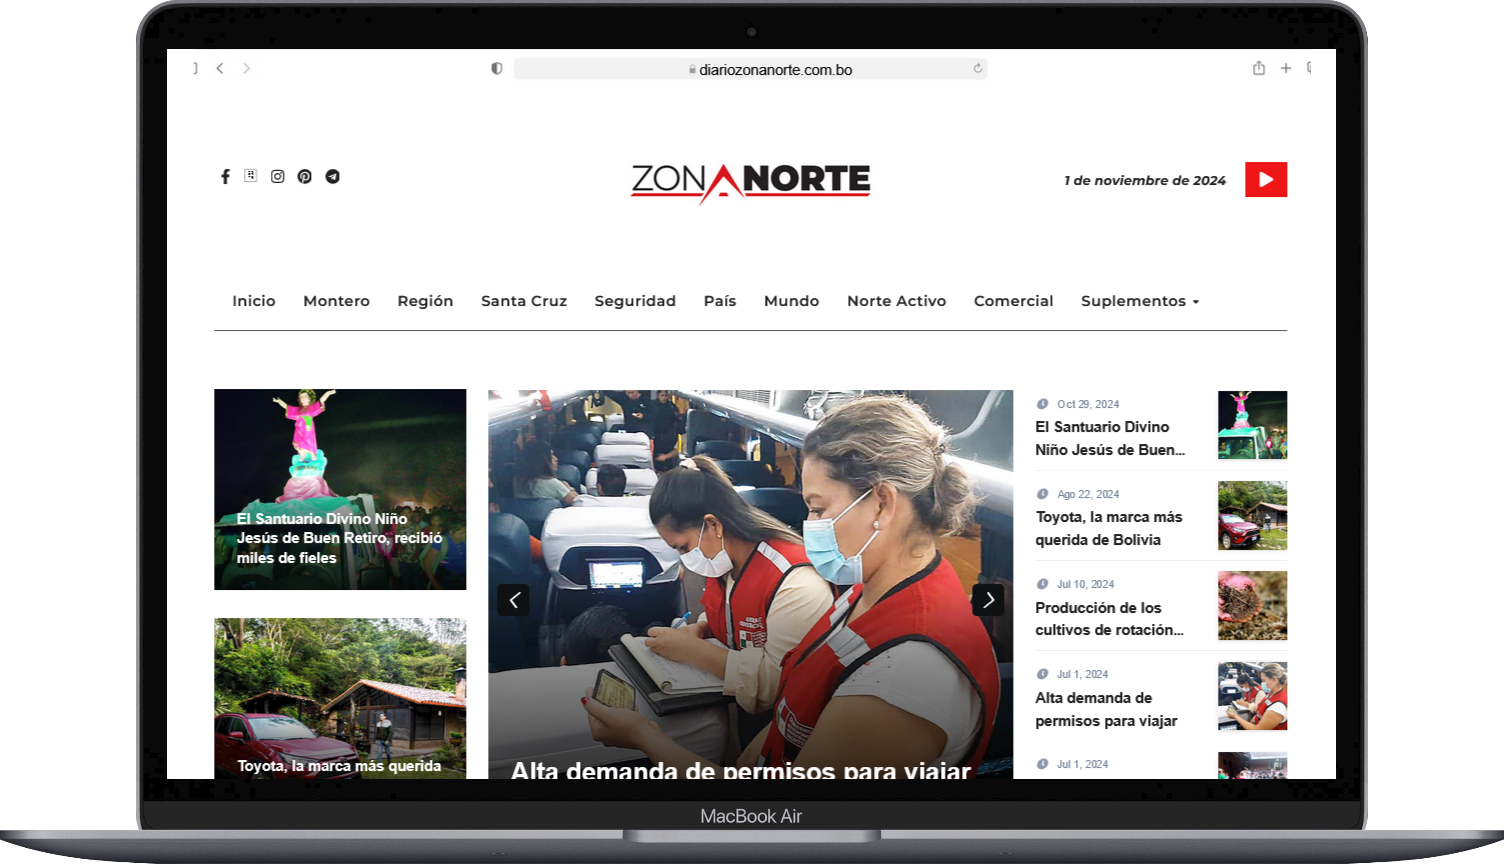 diariozonanorte.com.bo
ZONANORTE
1 de noviembre de 2024
Inicio Montero Región Santa Cruz Seguridad País Mundo Norte Activo Comercial Suplementos
El Santuario Divino Niño
Jesús de Buen Retiro, recibió
miles de fieles
Toyota, la marca más querida
Alta demanda de permisos para viajar
Oct 29, 2024
El Santuario Divino
Niño Jesús de Buen...
Ago 22, 2024
Toyota, la marca más
querida de Bolivia
Jul 10, 2024
Producción de los
cultivos de rotación...
Jul 1, 2024
Alta demanda de
permisos para viajar
Jul 1, 2024
MacBook Air